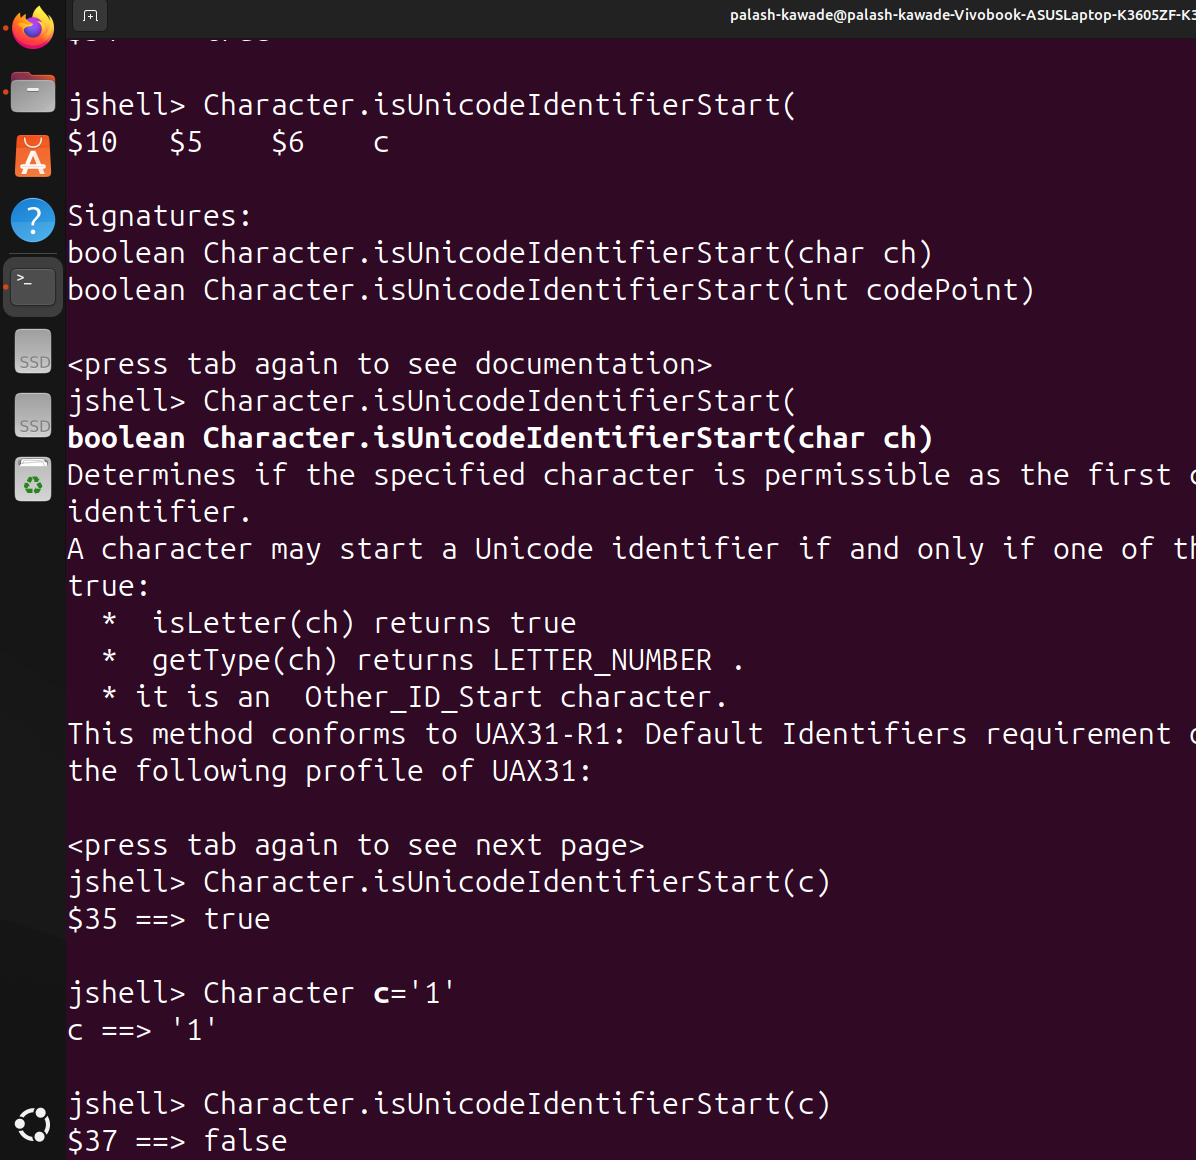 palash-kawade@palash-kawade-Vivobook-ASUSLaptop-K3605ZF-K3
jshell> Character.isUnicodeIdentifierStart(
$10 $5 $6 c
Signatures:
boolean Character.isUnicodeIdentifierStart(char ch)
boolean Character.isUnicodeIdentifierStart(int codePoint)
<press tab again to see documentation>
jshell> Character.isUnicodeIdentifierStart(
boolean Character.isUnicodeIdentifierStart(char ch)
Determines if the specified character is permissible as the first
identifier.
A character may start a Unicode identifier if and only if one of
true:
* isLetter(ch) returns true
* getType(ch) returns LETTER_NUMBER .
* it is an Other_ID_Start character.
This method conforms to UAX31-R1: Default Identifiers requirement
the following profile of UAX31:
<press tab again to see next page>
jshell> Character.isUnicodeIdentifierStart(c)
$35 ==> true
jshell> Character c='1'
c ==> '1'
jshell> Character.isUnicodeIdentifierStart(c)
$37 ==> false
>_
SSD
SSD
?
A